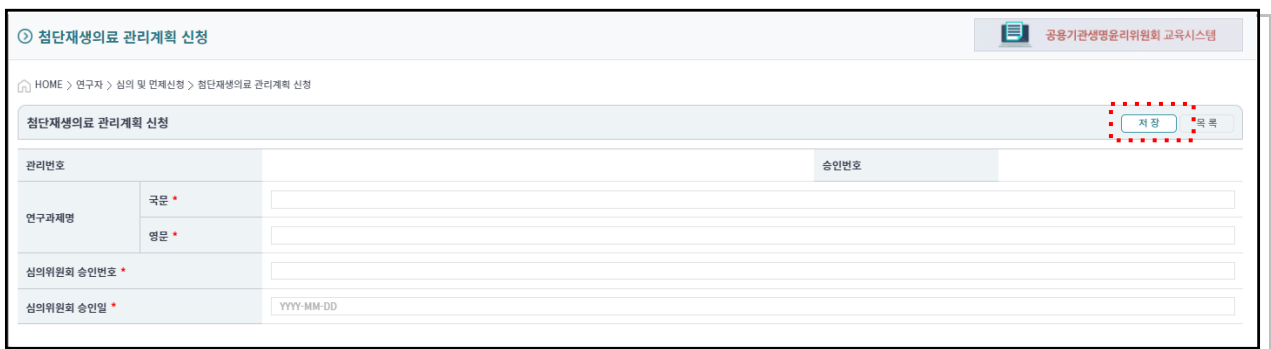 첨단재생의료 관리계획 신청
공용기관생명윤리위원회 교육시스템
HOME > 연구자 > 심의 및 면제신청 > 첨단재생의료 관리계획 신청
첨단재생의료 관리계획 신청
저 장
목 록
관리번호
승인번호
연구과제명
국문 *
영문 *
심의위원회 승인번호 *
심의위원회 승인일 *
YYYY-MM-DD